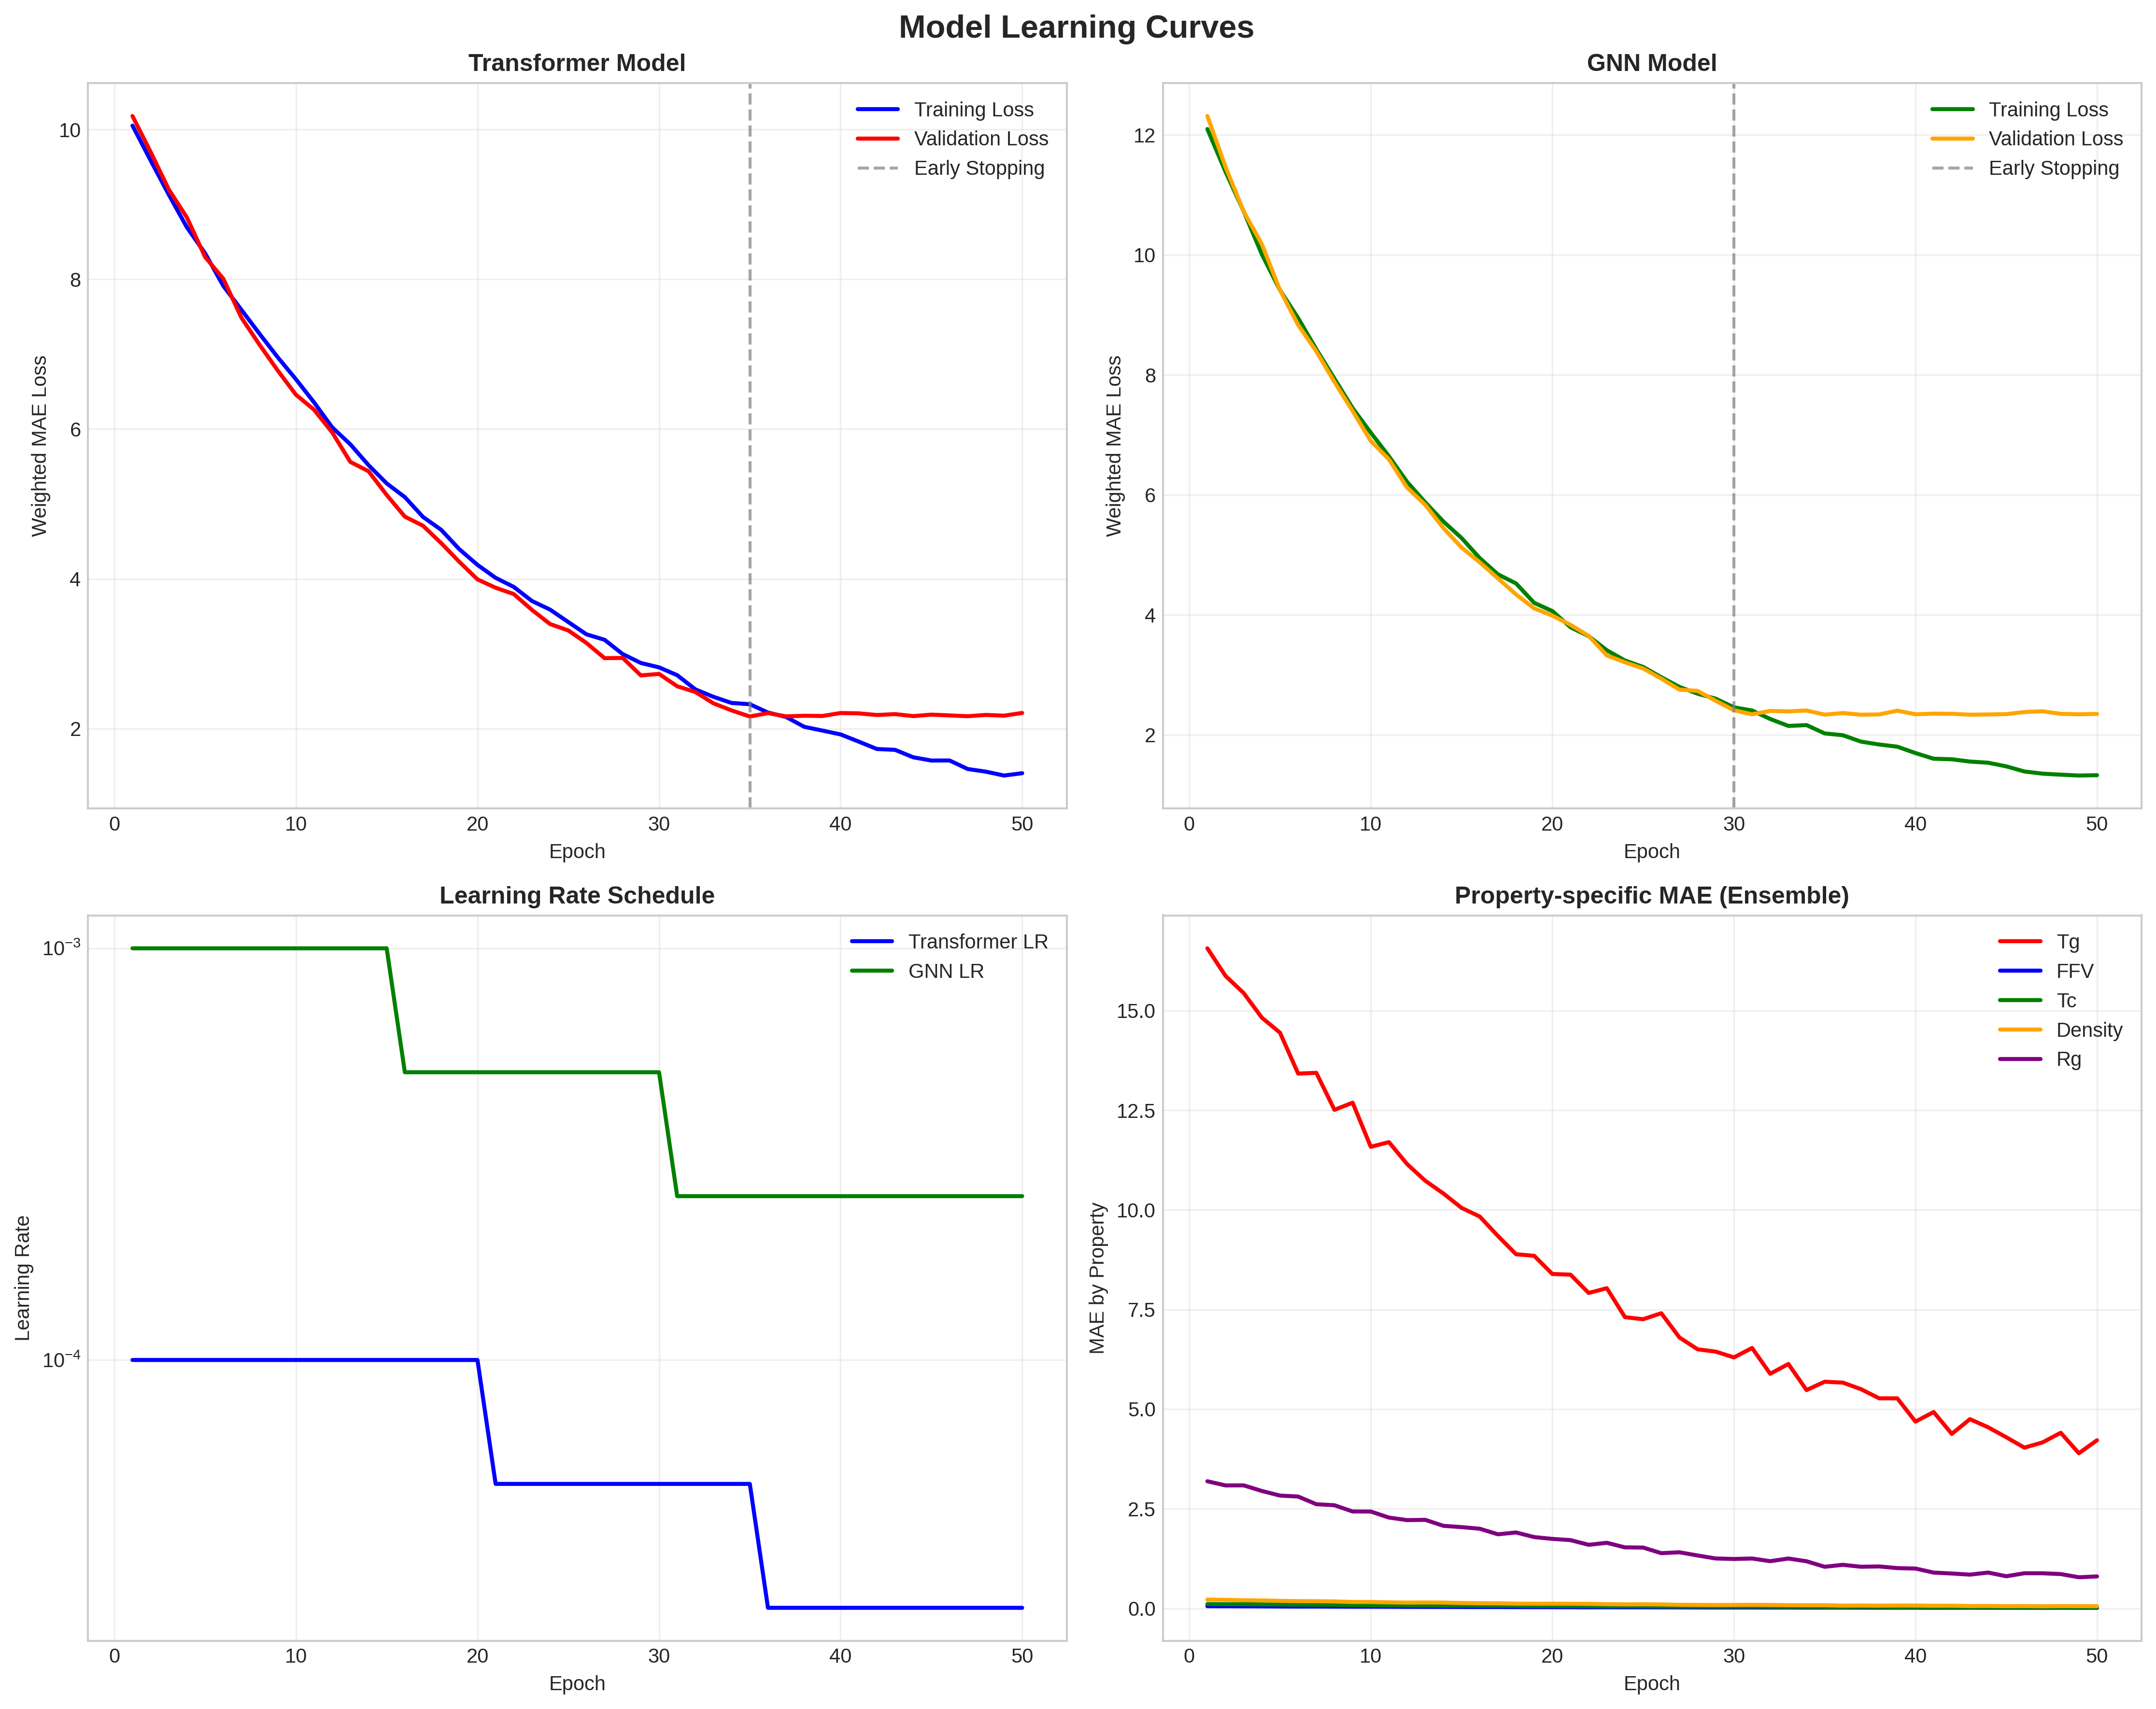 Model Learning Curves
Transformer Model
Weighted MAE Loss
10
8
6
4
2
0
10
20
30
40
50
Epoch
Training Loss
Validation Loss
Early Stopping
GNN Model
Weighted MAE Loss
12
10
8
6
4
2
0
10
20
30
40
50
Epoch
Training Loss
Validation Loss
Early Stopping
Learning Rate Schedule
Learning Rate
10⁻³
10⁻⁴
0
10
20
30
40
50
Epoch
Transformer LR
GNN LR
Property-specific MAE (Ensemble)
MAE by Property
15.0
12.5
10.0
7.5
5.0
2.5
0.0
0
10
20
30
40
50
Epoch
Tg
FFV
Tc
Density
Rg